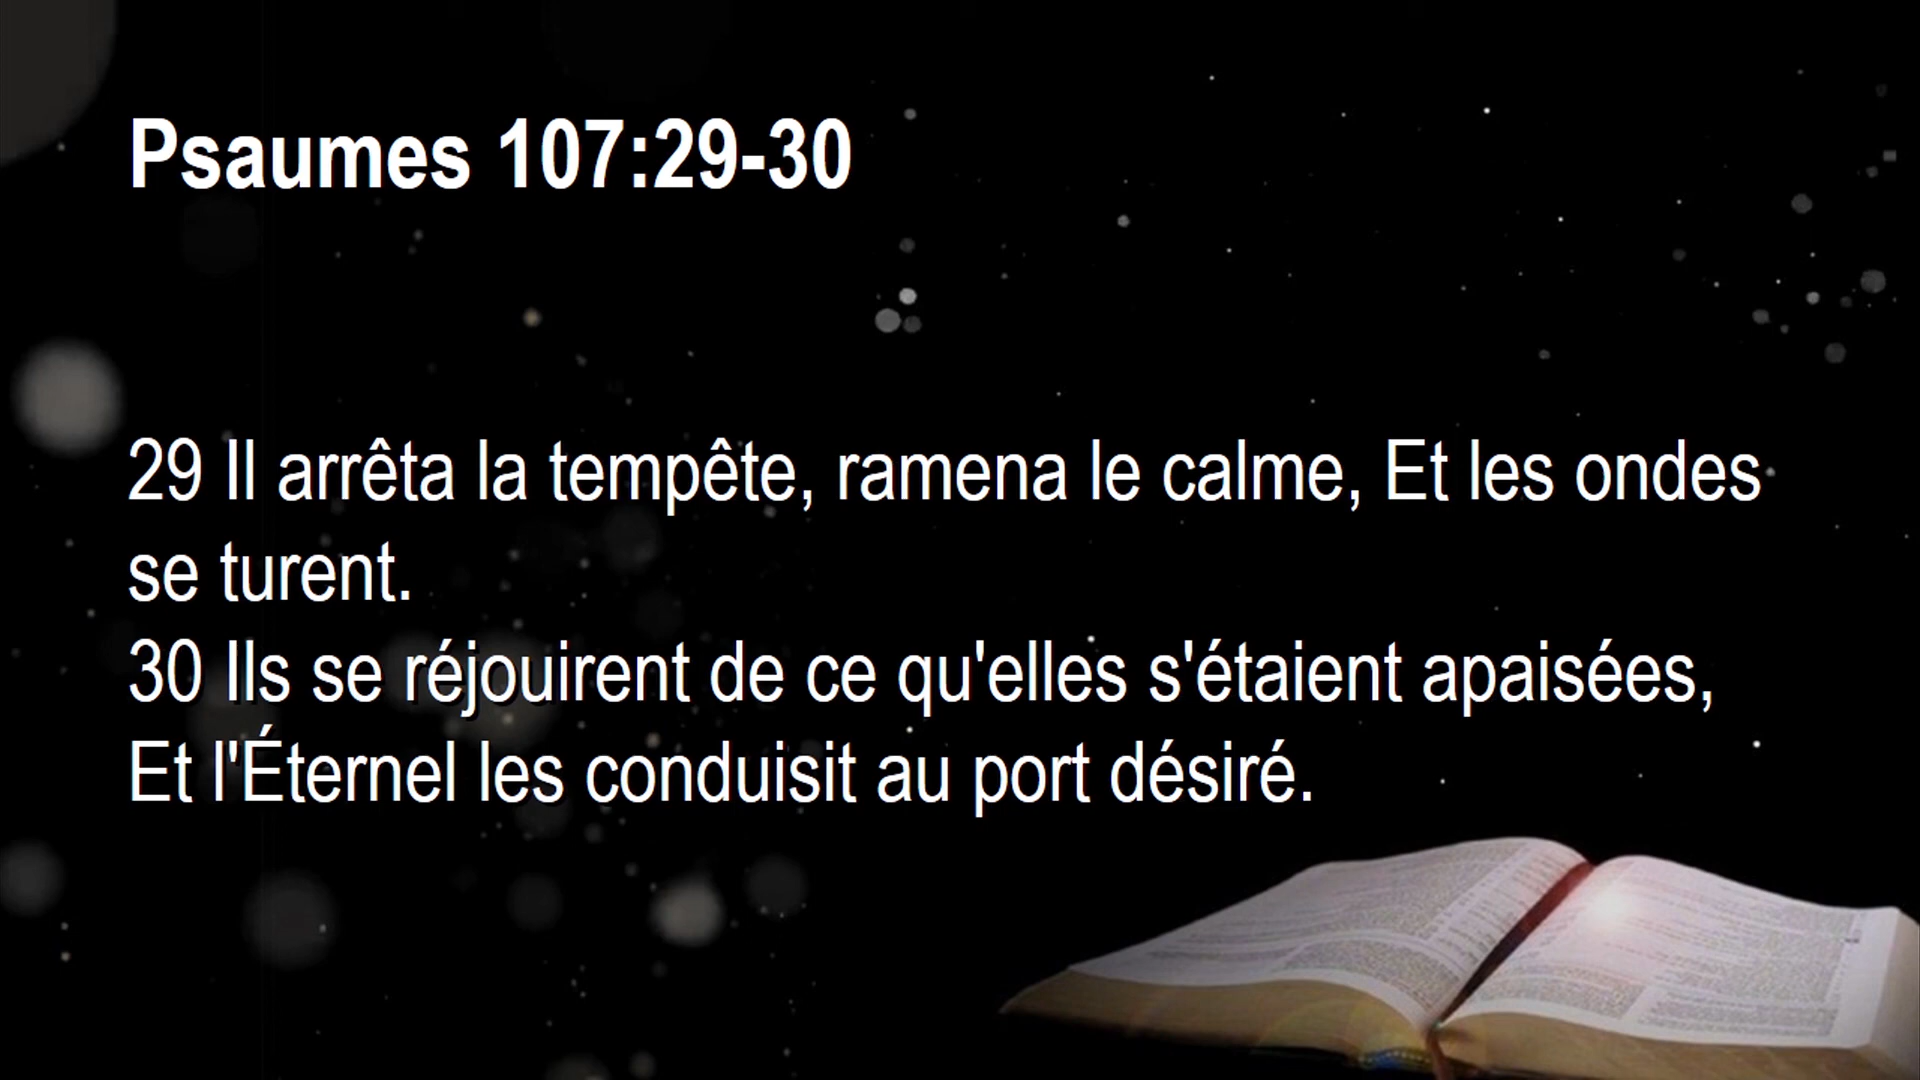 Psaumes 107:29-30
29 Il arrêta la tempête, ramena le calme, Et les ondes
se turent.
30 Ils se réjouirent de ce qu'elles s'étaient apaisées,
Et l'Éternel les conduisit au port désiré.